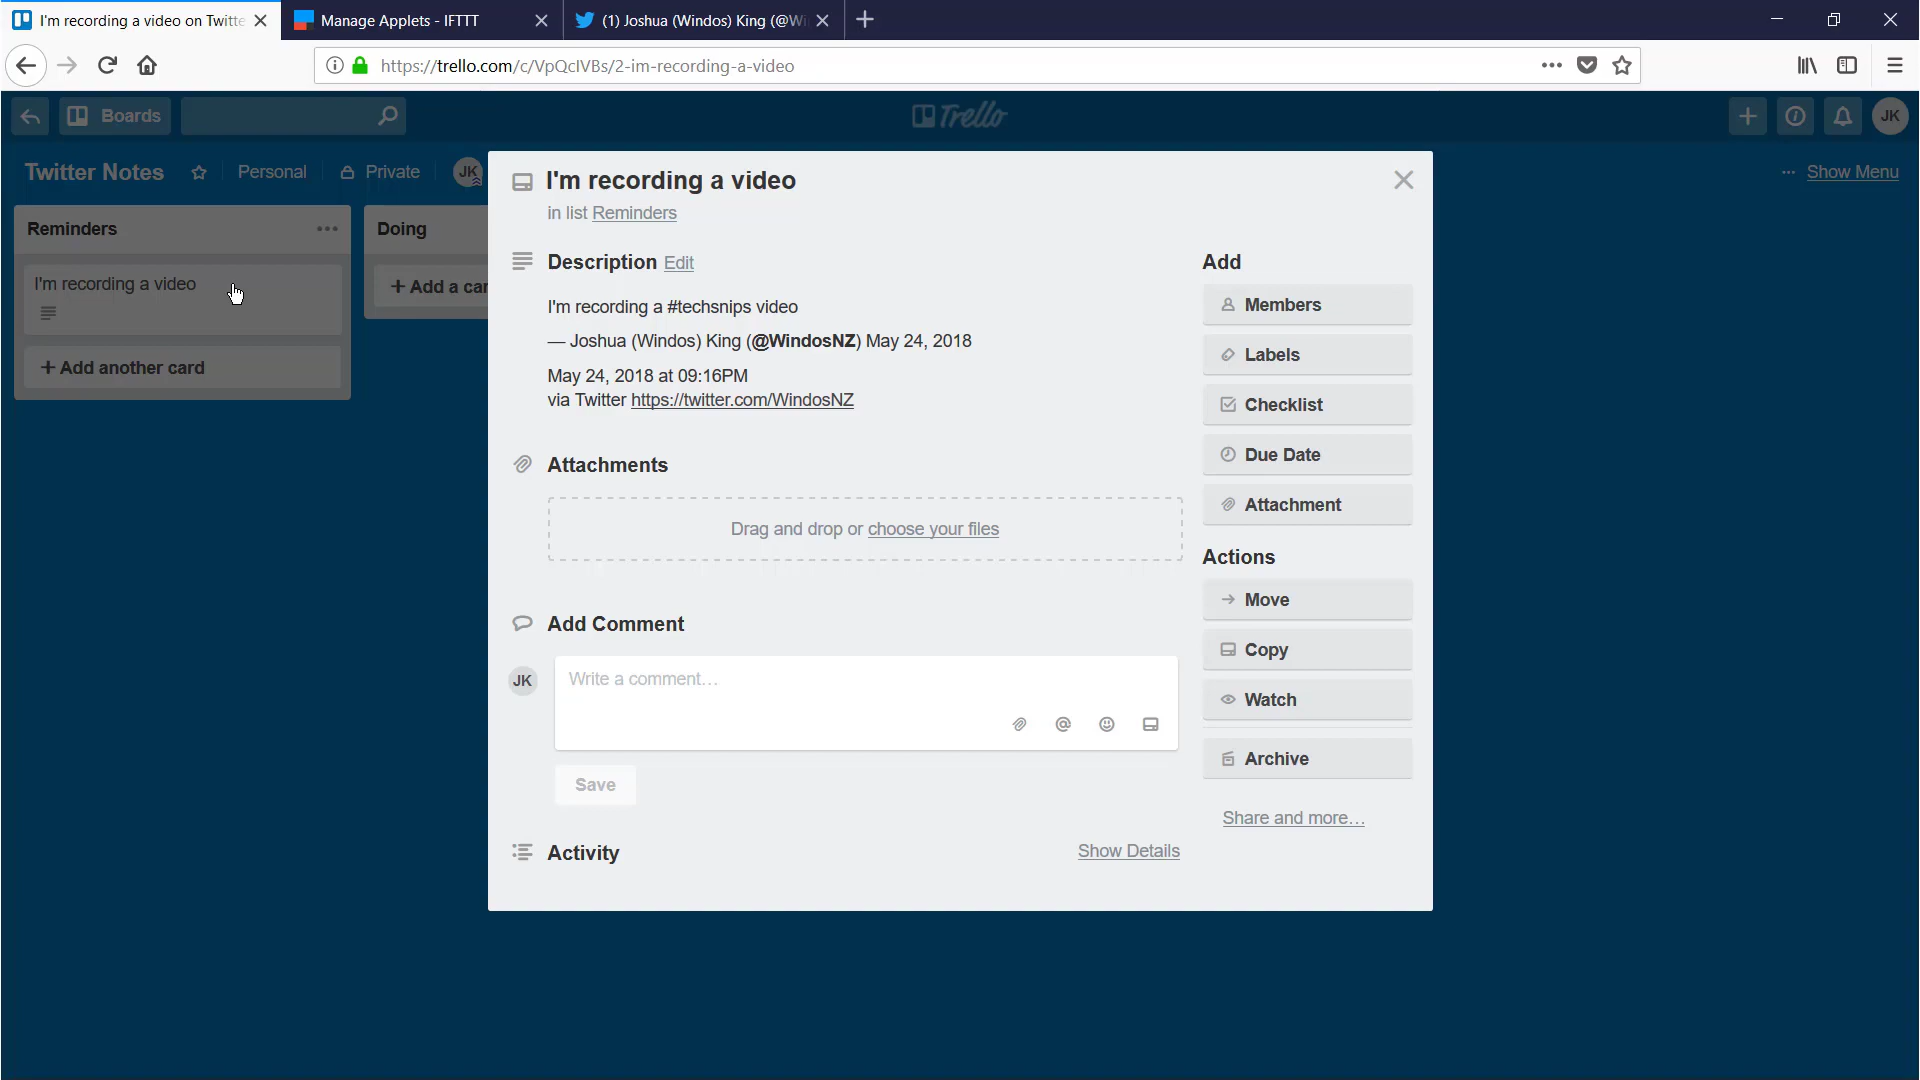 I'm recording a video on Twitte
Manage Applets - IFTTT
(1) Joshua (Windos) King (@Wi
https://trello.com/c/VpQcIVBs/2-im-recording-a-video
Boards
Trello
JK
Twitter Notes
Personal
Private
JK
Show Menu
Reminders
I'm recording a video
+ Add another card
Doing
+ Add a car
I'm recording a video
in list Reminders
Description Edit
I'm recording a #techsnips video
— Joshua (Windos) King (@WindosNZ) May 24, 2018
May 24, 2018 at 09:16PM
via Twitter https://twitter.com/WindosNZ
Attachments
Drag and drop or choose your files
Add Comment
JK
Write a comment…
@
Save
Activity
Show Details
Add
Members
Labels
Checklist
Due Date
Attachment
Actions
Move
Copy
Watch
Archive
Share and more…